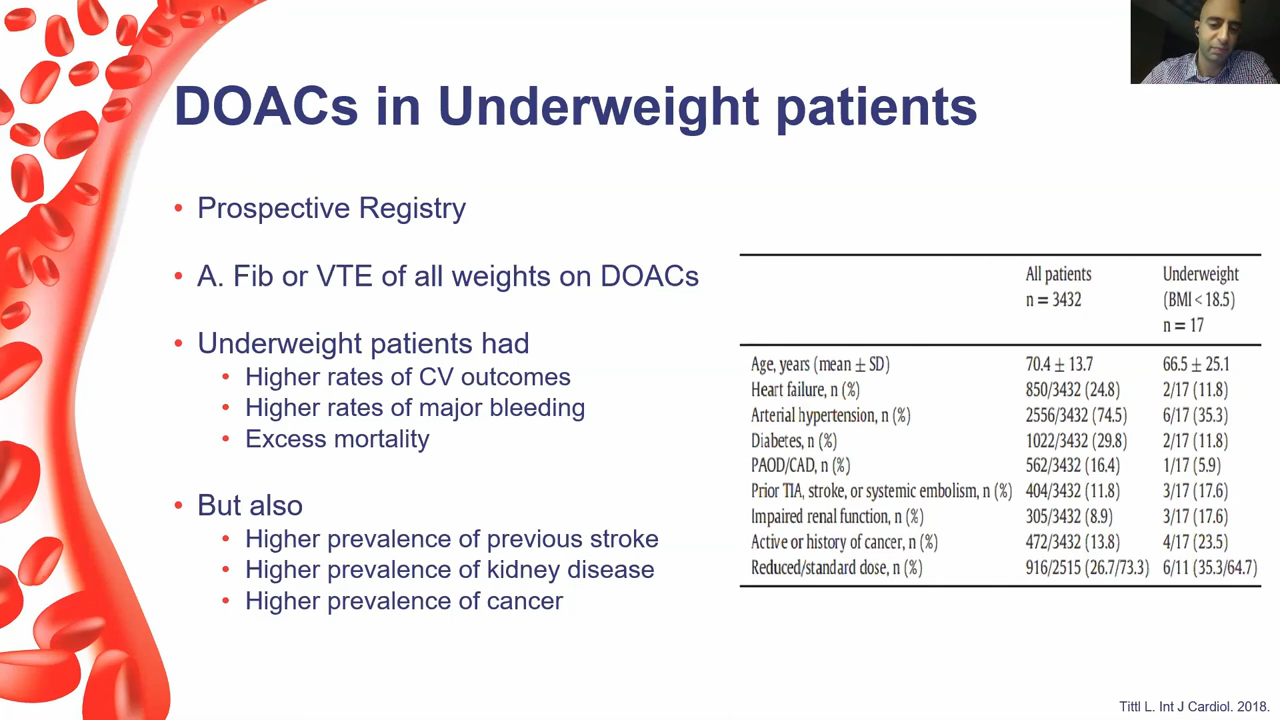 DOACs in Underweight patients
• Prospective Registry
• A. Fib or VTE of all weights on DOACs
• Underweight patients had
• Higher rates of CV outcomes
• Higher rates of major bleeding
• Excess mortality
• But also
• Higher prevalence of previous stroke
• Higher prevalence of kidney disease
• Higher prevalence of cancer
All patients Underweight
n = 3432 (BMI < 18.5)
n = 17
Age, years (mean ± SD) 70.4 ± 13.7 66.5 ± 25.1
Heart failure, n (%) 850/3432 (24.8) 2/17 (11.8)
Arterial hypertension, n (%) 2556/3432 (74.5) 6/17 (35.3)
Diabetes, n (%) 1022/3432 (29.8) 2/17 (11.8)
PAOD/CAD, n (%) 562/3432 (16.4) 1/17 (5.9)
Prior TIA, stroke, or systemic embolism, n (%) 404/3432 (11.8) 3/17 (17.6)
Impaired renal function, n (%) 305/3432 (8.9) 3/17 (17.6)
Active or history of cancer, n (%) 472/3432 (13.8) 4/17 (23.5)
Reduced/standard dose, n (%) 916/2515 (26.7/73.3) 6/11 (35.3/64.7)
Tittl L. Int J Cardiol. 2018.